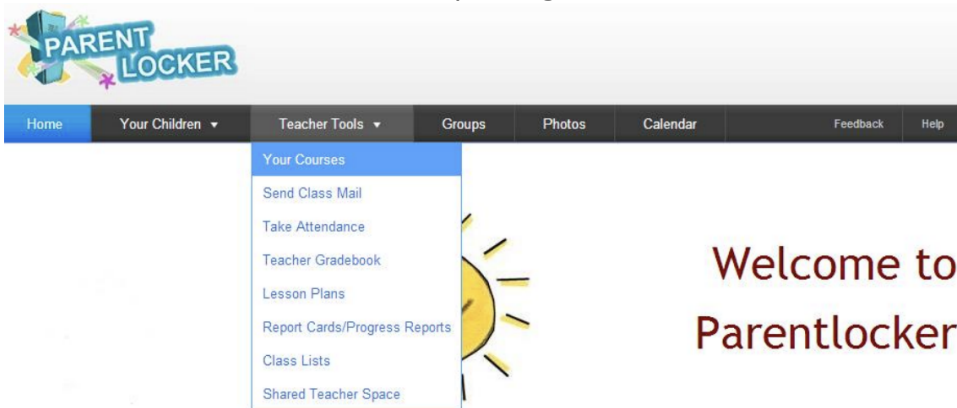 PARENT
LOCKER
Home Your Children Teacher Tools Groups Photos Calendar Feedback Help
Your Courses
Send Class Mail
Take Attendance
Teacher Gradebook
Lesson Plans
Report Cards/Progress Reports
Class Lists
Shared Teacher Space
Welcome to
Parentlocker